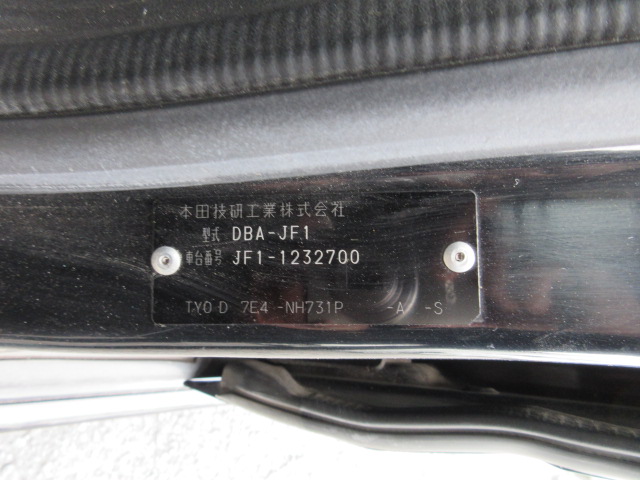 本田技研工業株式会社
型式 DBA-JF1
車台番号 JF1-1232700
TYO D 7E4 -NH731P -A -S